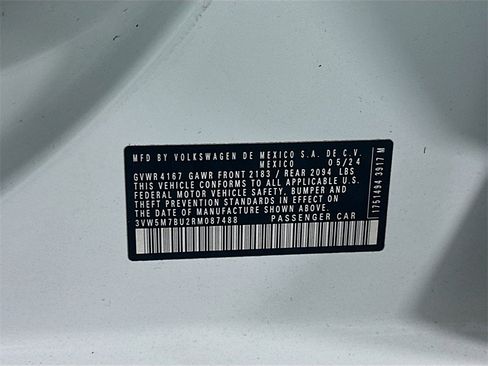 MFD BY VOLKSWAGEN DE MEXICO S.A. DE C.V.
MEXICO 05/24
GVWR 4167 GAWR FRONT 2183 / REAR 2094 LBS
THIS VEHICLE CONFORMS TO ALL APPLICABLE U.S.
FEDERAL MOTOR VEHICLE SAFETY, BUMPER AND
THEFT PREVENTION STANDARDS IN EFFECT ON
THE DATE OF MANUFACTURE SHOWN ABOVE.
3VW5M7BU2RM087488 PASSENGER CAR
1751494 3917 M